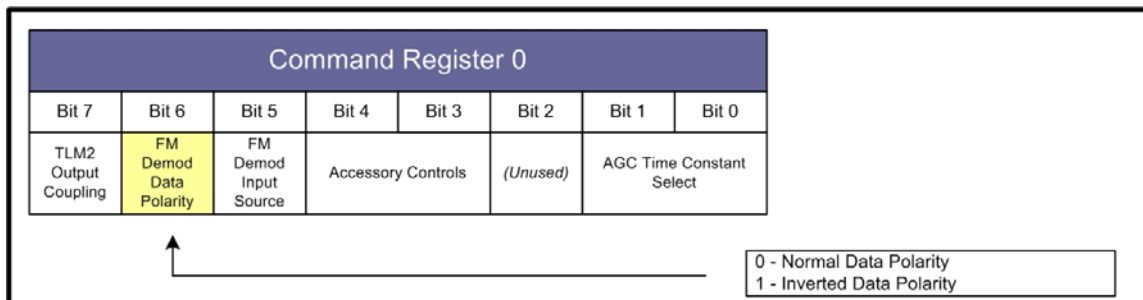 Command Register 0
Bit 7 Bit 6 Bit 5 Bit 4 Bit 3 Bit 2 Bit 1 Bit 0
TLM2
Output
Coupling
FM
Demod
Data
Polarity
FM
Demod
Input
Source
Accessory Controls
(Unused)
AGC Time Constant
Select
0 - Normal Data Polarity
1 - Inverted Data Polarity